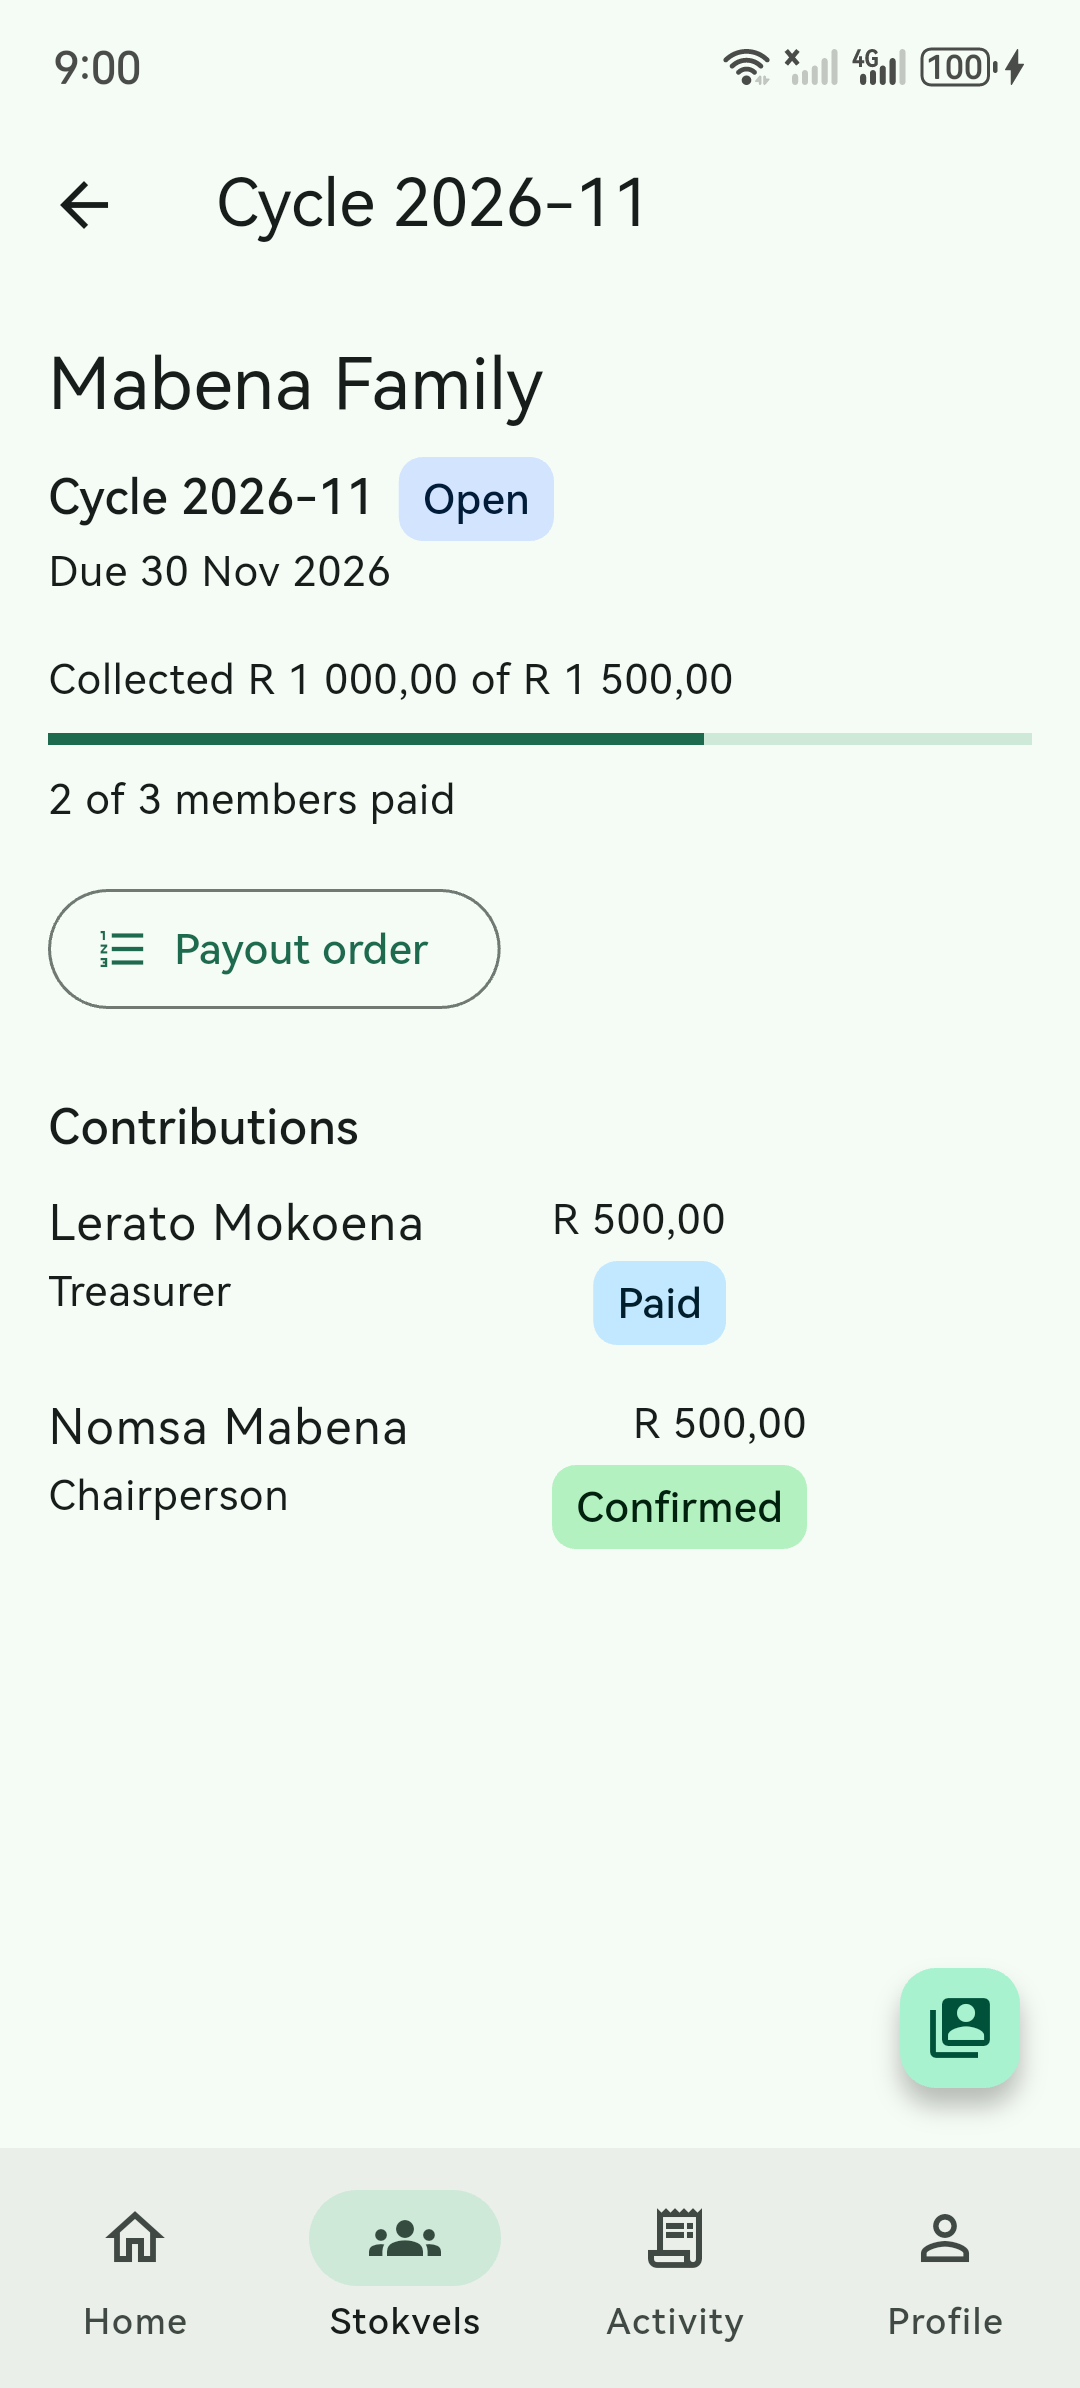 9:00
4G 100
Cycle 2026-11
Mabena Family
Cycle 2026-11 Open
Due 30 Nov 2026
Collected R 1 000,00 of R 1 500,00
2 of 3 members paid
Payout order
Contributions
Lerato Mokoena R 500,00
Treasurer Paid
Nomsa Mabena R 500,00
Chairperson Confirmed
Home Stokvels Activity Profile